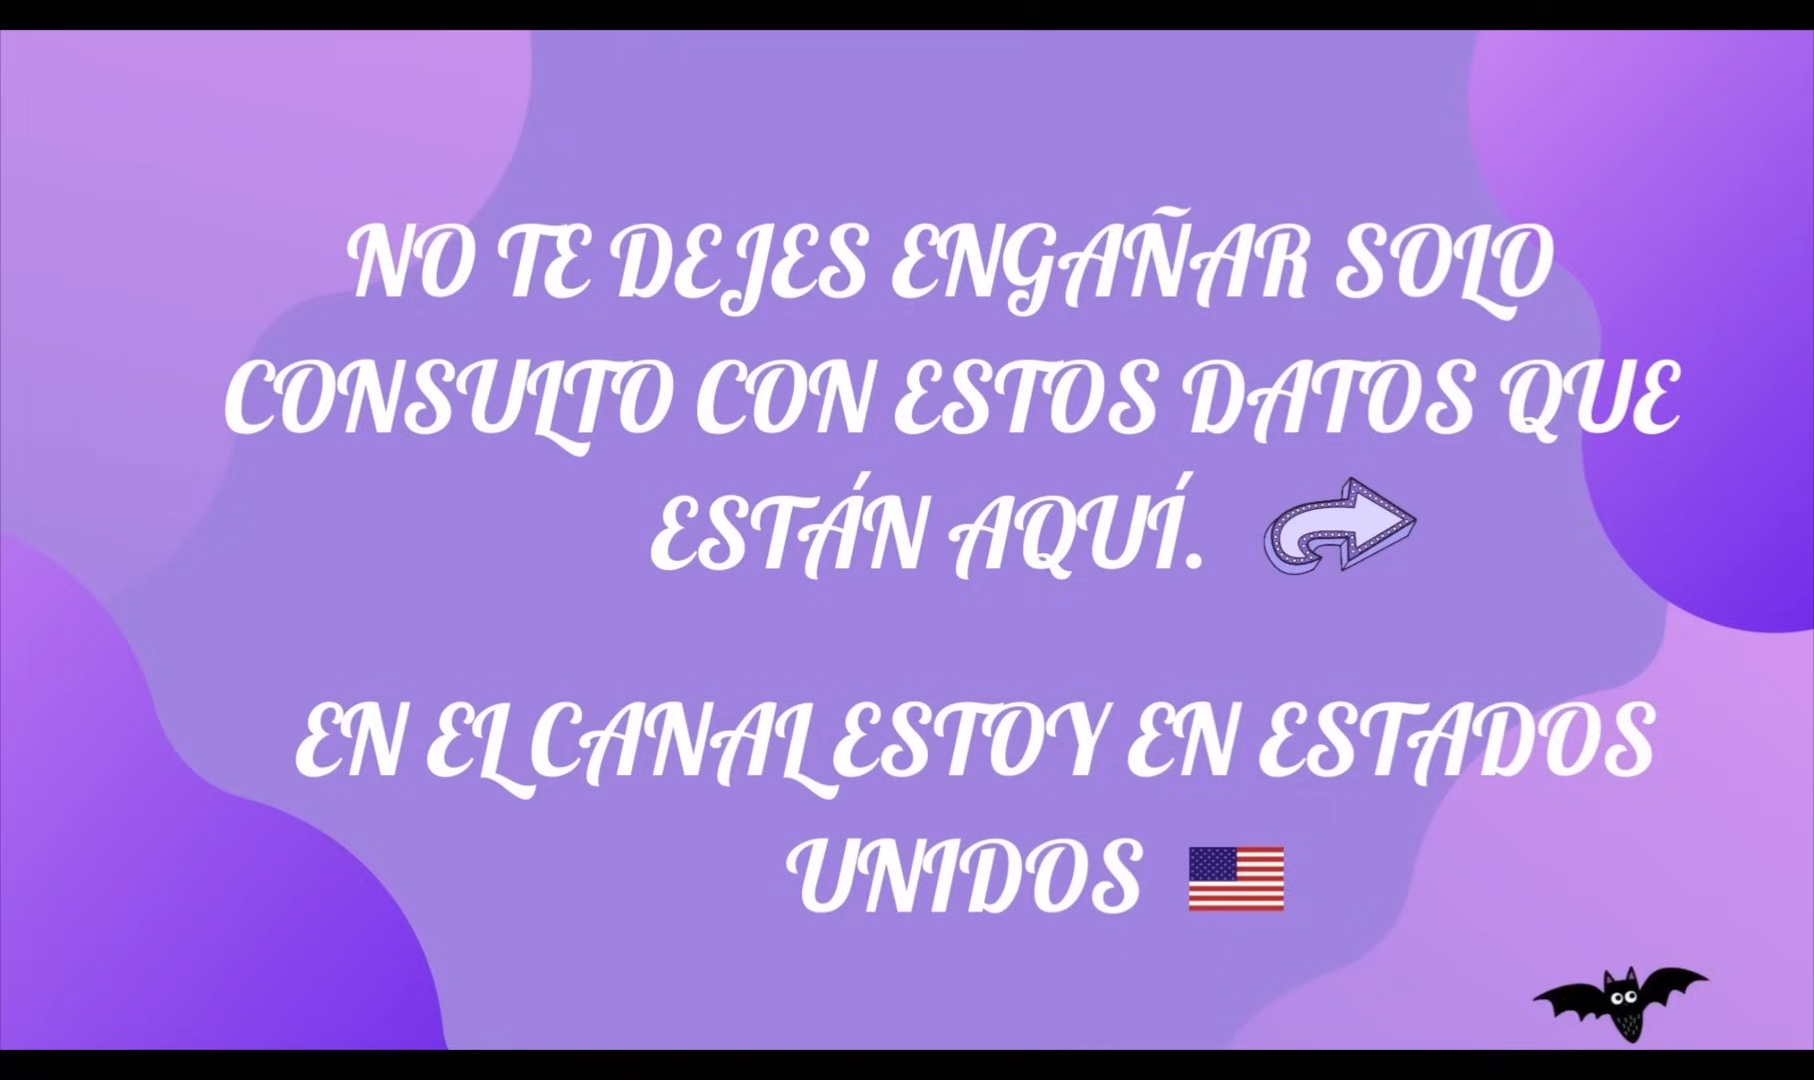 NO TE DEJES ENGAÑAR SOLO
CONSULTO CON ESTOS DATOS QUE
ESTÁN AQUÍ.
EN EL CANAL ESTOY EN ESTADOS
UNIDOS